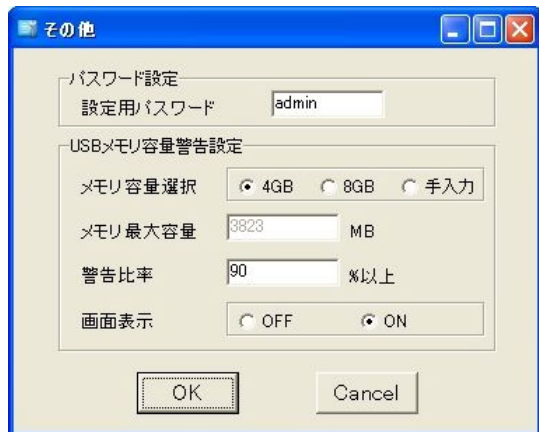 その他
パスワード設定
設定用パスワード admin
USBメモリ容量警告設定
メモリ容量選択 4GB 8GB 手入力
メモリ最大容量 3823 MB
警告比率 90 %以上
画面表示 OFF ON
OK Cancel